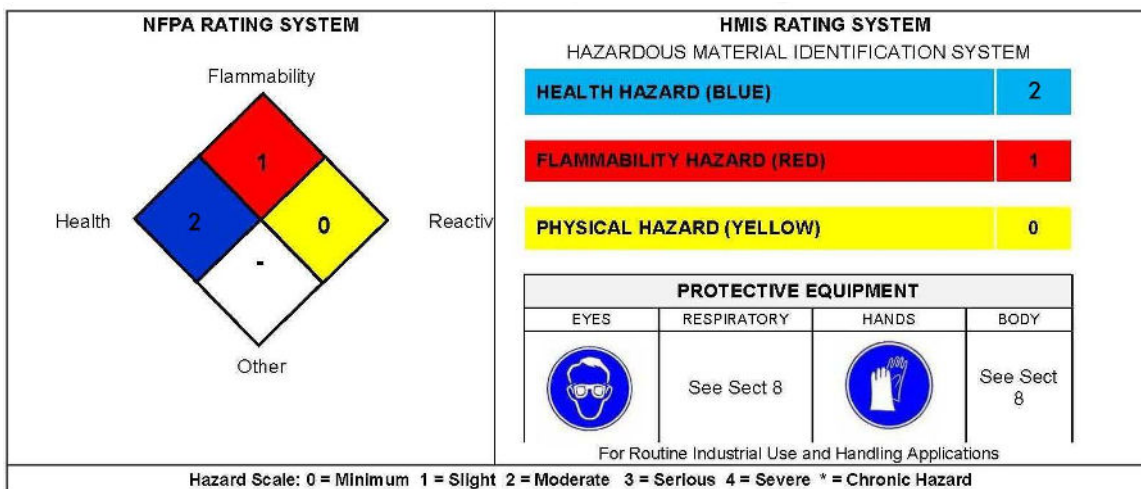 NFPA RATING SYSTEM
Flammability
1
Health
2
0
Reactiv
-
Other
HMIS RATING SYSTEM
HAZARDOUS MATERIAL IDENTIFICATION SYSTEM
HEALTH HAZARD (BLUE) 2
FLAMMABILITY HAZARD (RED) 1
PHYSICAL HAZARD (YELLOW) 0
PROTECTIVE EQUIPMENT
EYES RESPIRATORY HANDS BODY
See Sect 8
See Sect
8
For Routine Industrial Use and Handling Applications
Hazard Scale: 0 = Minimum 1 = Slight 2 = Moderate 3 = Serious 4 = Severe * = Chronic Hazard